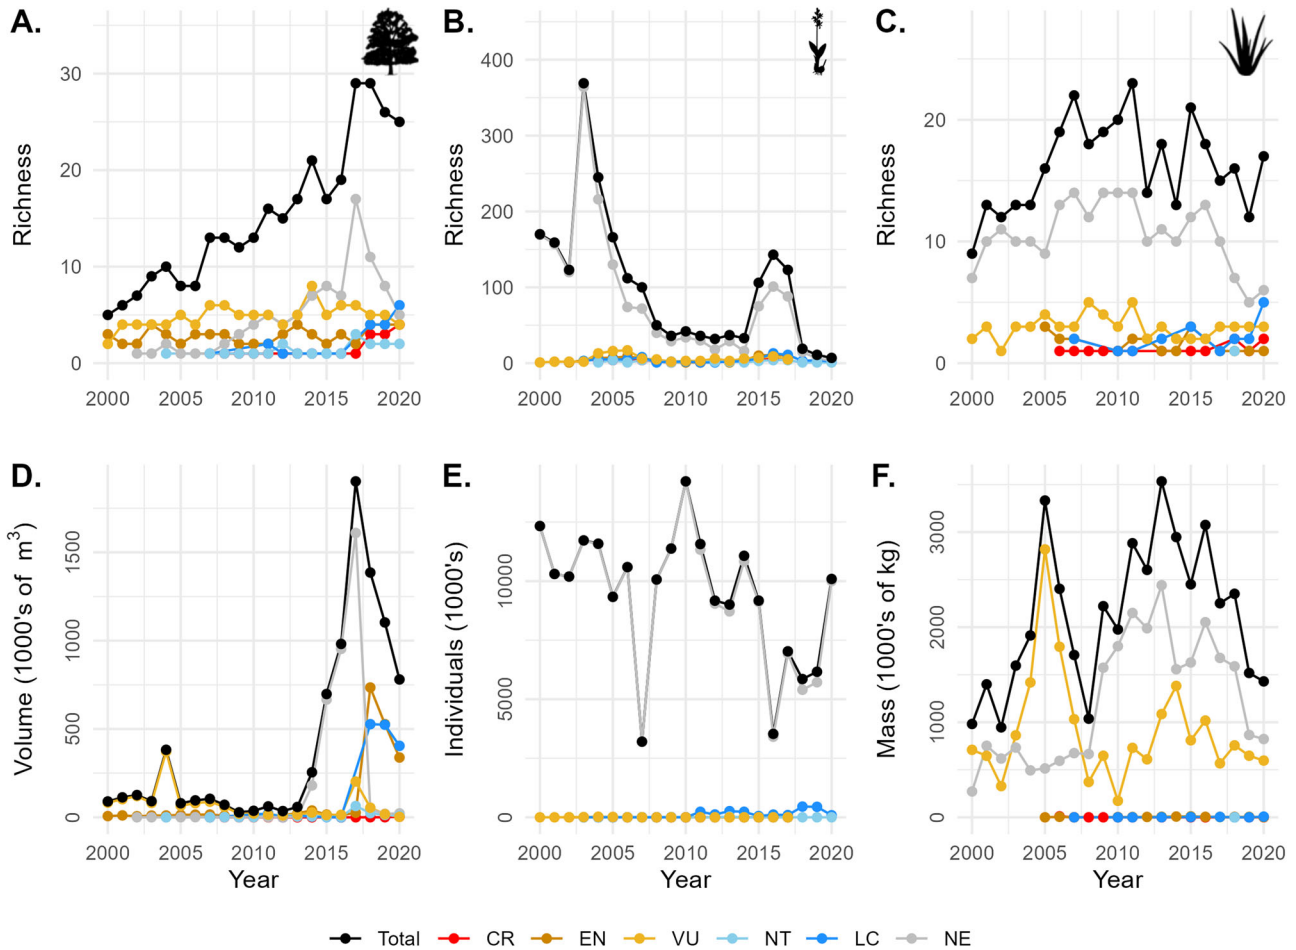 A.
B.
C.
Richness
30
20
10
0
2000 2005 2010 2015 2020
Richness
400
300
200
100
0
2000 2005 2010 2015 2020
Richness
20
10
0
2000 2005 2010 2015 2020
D.
E.
F.
Volume (1000's of m³)
1500
1000
500
0
2000 2005 2010 2015 2020
Year
Individuals (1000's)
10000
5000
0
2000 2005 2010 2015 2020
Year
Mass (1000's of kg)
3000
2000
1000
0
2000 2005 2010 2015 2020
Year
Total CR EN VU NT LC NE